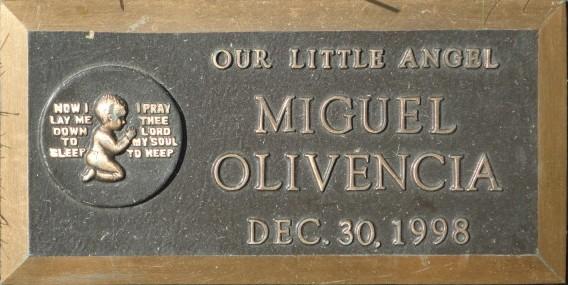 OUR LITTLE ANGEL
MIGUEL
OLIVENCIA
DEC. 30, 1998
NOW I
LAY ME
DOWN
TO
SLEEP
I PRAY
THEE
LORD
MY SOUL
TO KEEP